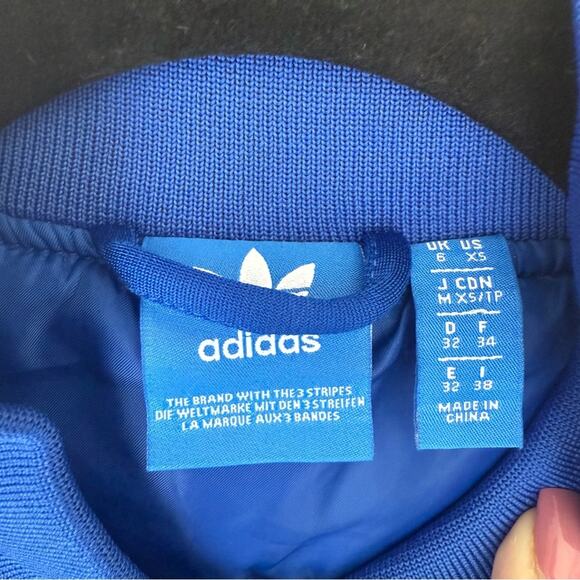 adidas
THE BRAND WITH THE 3 STRIPES
DIE WELTMARKE MIT DEN 3 STREIFEN
LA MARQUE AUX 3 BANDES
UK US
6 XS
J CDN
M XS/TP
D F
32 34
E I
32 38
MADE IN
CHINA